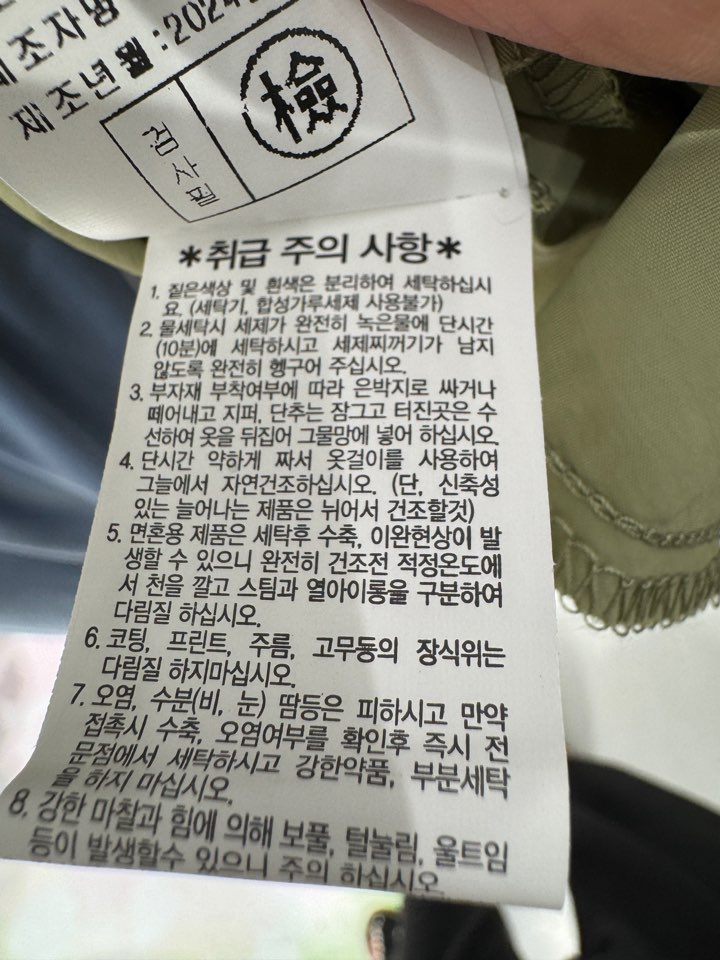 제조자명
제조년월:2024
검사필
檢
*취급 주의 사항*
1. 짙은색상 및 흰색은 분리하여 세탁하십시
요. (세탁기, 합성가루세제 사용불가)
2. 물세탁시 세제가 완전히 녹은물에 단시간
(10분)에 세탁하시고 세제찌꺼기가 남지
않도록 완전히 헹구어 주십시오.
3. 부자재 부착여부에 따라 은박지로 싸거나
떼어내고 지퍼, 단추는 잠그고 터진곳은 수
선하여 옷을 뒤집어 그물망에 넣어 하십시오.
4. 단시간 약하게 짜서 옷걸이를 사용하여
그늘에서 자연건조하십시오. (단, 신축성
있는 늘어나는 제품은 뉘어서 건조할것)
5. 면혼용 제품은 세탁후 수축, 이완현상이 발
생할 수 있으니 완전히 건조전 적정온도에
서 천을 깔고 스팀과 열아이롱을 구분하여
다림질 하십시오.
6. 코팅, 프린트, 주름, 고무등의 장식위는
다림질 하지마십시오.
7. 오염, 수분(비, 눈) 땀등은 피하시고 만약
접촉시 수축, 오염여부를 확인후 즉시 전
문점에서 세탁하시고 강한약품, 부분세탁
을 하지 마십시오.
8. 강한 마찰과 힘에 의해 보풀, 털눌림, 울트임
등이 발생할수 있으니 주의 하십시오.